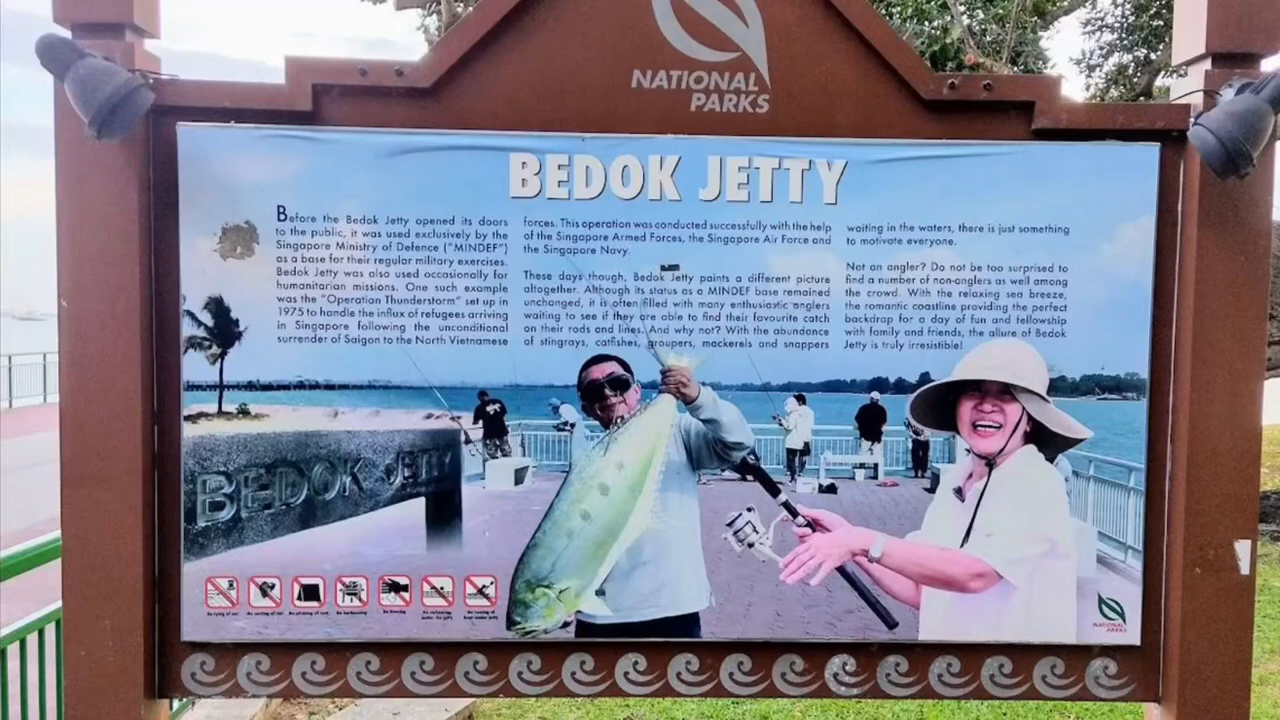 NATIONAL
PARKS
BEDOK JETTY
Before the Bedok Jetty opened its doors
to the public, it was used exclusively by the
Singapore Ministry of Defence ("MINDEF")
as a base for their regular military exercises.
Bedok Jetty was also used occasionally for
humanitarian missions. One such example
was the "Operation Thunderstorm" set up in
1975 to handle the influx of refugees arriving
in Singapore following the unconditional
surrender of Saigon to the North Vietnamese
forces. This operation was conducted successfully with the help
of the Singapore Armed Forces, the Singapore Air Force and
the Singapore Navy.
These days though, Bedok Jetty paints a different picture
altogether. Although its status as a MINDEF base remained
unchanged, it is often filled with many enthusiastic anglers
waiting to see if they are able to find their favourite catch
on their rods and lines. And why not? With the abundance
of stingrays, catfishes, groupers, mackerels and snappers
waiting in the waters, there is just something
to motivate everyone.
Not an angler? Do not be too surprised to
find a number of non-anglers as well among
the crowd. With the relaxing sea breeze,
the romantic coastline providing the perfect
backdrop for a day of fun and fellowship
with family and friends, the allure of Bedok
Jetty is truly irresistible!
BEDOK JETTY
NATIONAL
PARKS